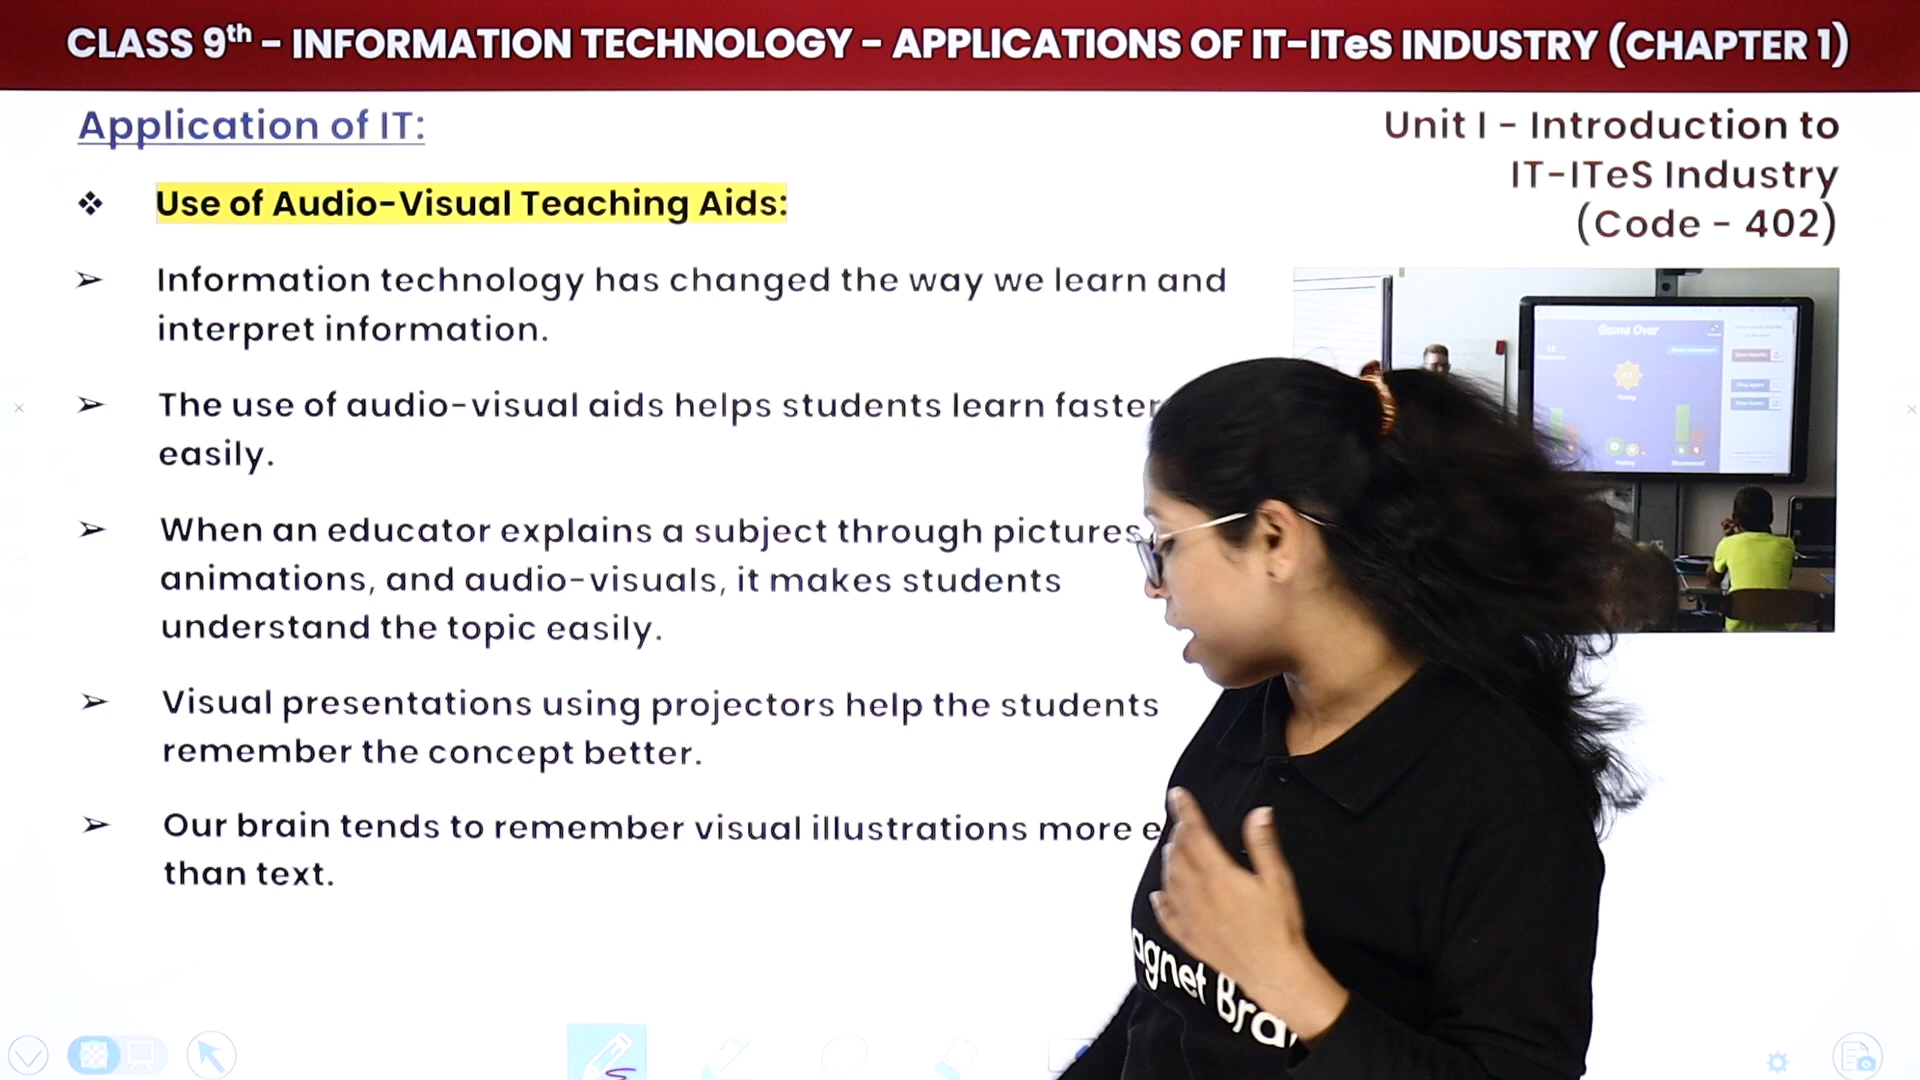 CLASS 9th – INFORMATION TECHNOLOGY – APPLICATIONS OF IT-ITeS INDUSTRY (CHAPTER 1)
Application of IT:
Unit I - Introduction to
IT-ITeS Industry
(Code - 402)
❖ Use of Audio-Visual Teaching Aids:
➢ Information technology has changed the way we learn and
interpret information.
➢ The use of audio-visual aids helps students learn faster
easily.
➢ When an educator explains a subject through pictures
animations, and audio-visuals, it makes students
understand the topic easily.
➢ Visual presentations using projectors help the students
remember the concept better.
➢ Our brain tends to remember visual illustrations more
than text.
Game Over
agnet Bra